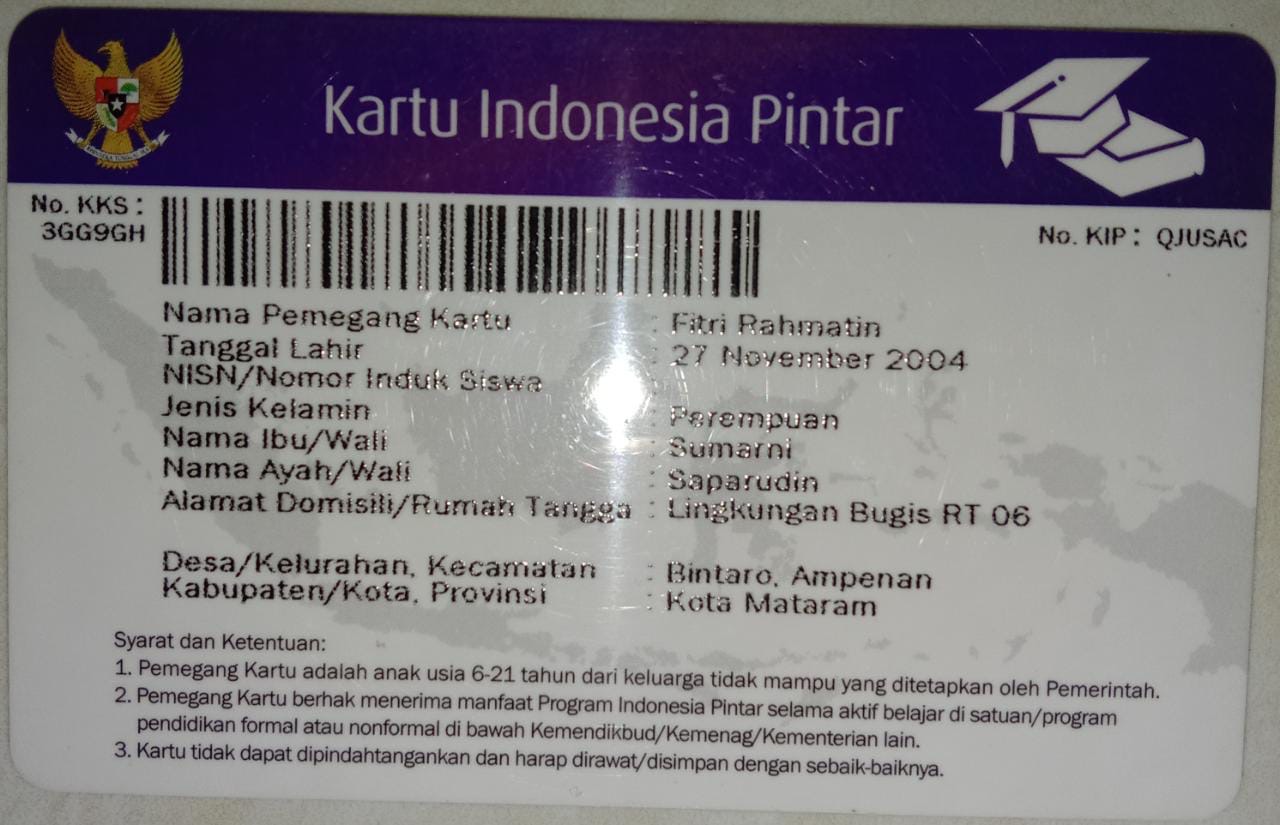 Kartu Indonesia Pintar
No. KKS :
3GG9GH
No. KIP : QJUSAC
Nama Pemegang Kartu : Fitri Rahmatin
Tanggal Lahir : 27 November 2004
NISN/Nomor Induk Siswa
Jenis Kelamin : Perempuan
Nama Ibu/Wali : Sumarni
Nama Ayah/Wali : Saparudin
Alamat Domisili/Rumah Tangga : Lingkungan Bugis RT 06
Desa/Kelurahan, Kecamatan : Bintaro, Ampenan
Kabupaten/Kota, Provinsi : Kota Mataram
Syarat dan Ketentuan:
1. Pemegang Kartu adalah anak usia 6-21 tahun dari keluarga tidak mampu yang ditetapkan oleh Pemerintah.
2. Pemegang Kartu berhak menerima manfaat Program Indonesia Pintar selama aktif belajar di satuan/program
pendidikan formal atau nonformal di bawah Kemendikbud/Kemenag/Kementerian lain.
3. Kartu tidak dapat dipindahtangankan dan harap dirawat/disimpan dengan sebaik-baiknya.